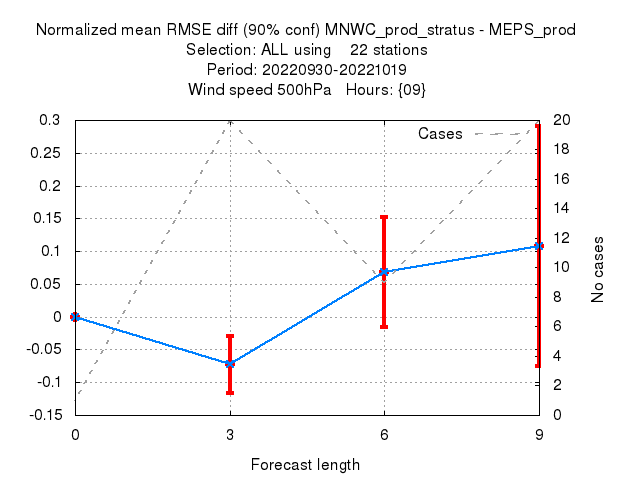 Normalized mean RMSE diff (90% conf) MNWC_prod_stratus - MEPS_prod
Selection: ALL using    22 stations
Period: 20220930-20221019
Wind speed 500hPa   Hours: {09}
Cases
0.3
0.25
0.2
0.15
0.1
0.05
0
-0.05
-0.1
-0.15
20
18
16
14
12
10
8
6
4
2
0
No cases
0 3 6 9
Forecast length